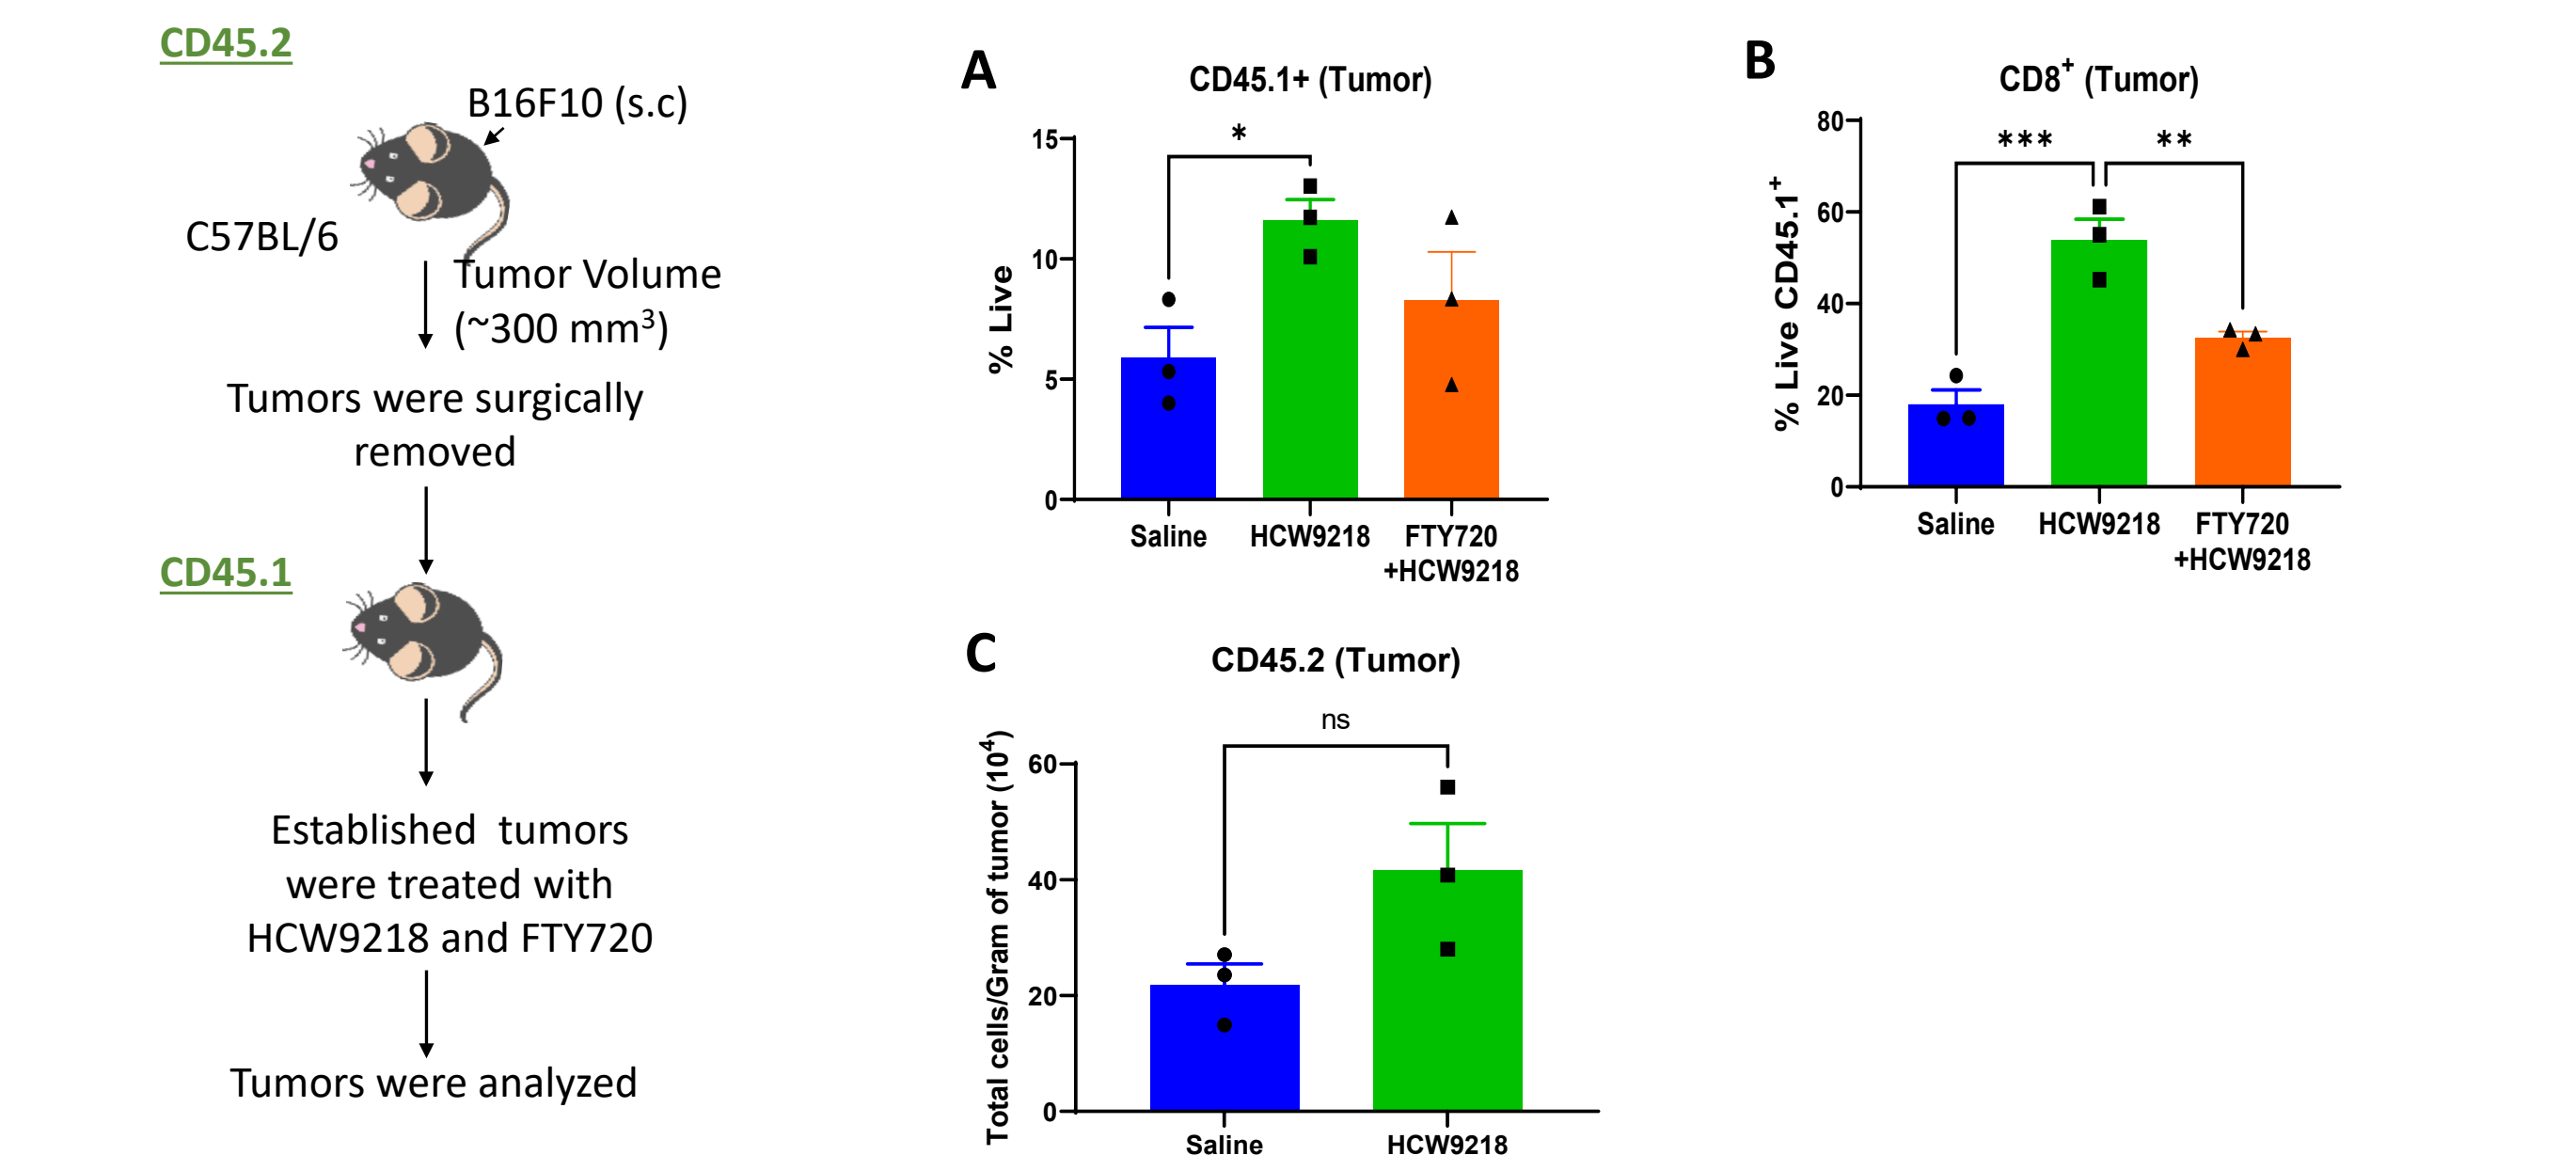 CD45.2
B16F10 (s.c)
C57BL/6
Tumor Volume
(~300 mm³)
Tumors were surgically
removed
CD45.1
Established tumors
were treated with
HCW9218 and FTY720
Tumors were analyzed
A
CD45.1+ (Tumor)
*
% Live
15
10
5
0
Saline
HCW9218
FTY720
+HCW9218
B
CD8⁺ (Tumor)
*** **
% Live CD45.1⁺
80
60
40
20
0
Saline
HCW9218
FTY720
+HCW9218
C
CD45.2 (Tumor)
ns
Total cells/Gram of tumor (10⁴)
60
40
20
0
Saline
HCW9218